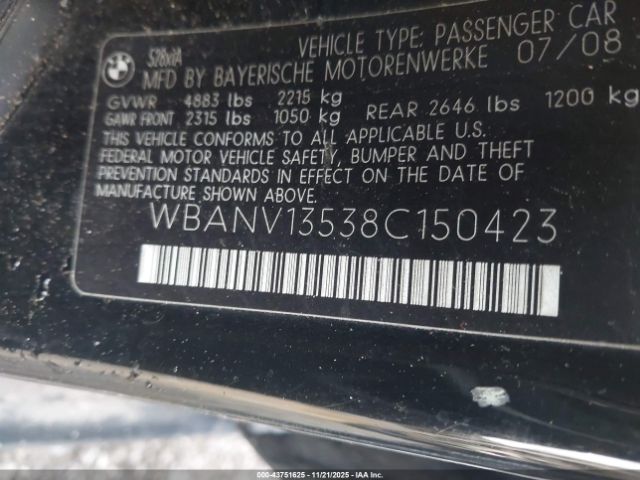 BMW
528xiA
VEHICLE TYPE: PASSENGER CAR
MFD BY BAYERISCHE MOTORENWERKE 07/08
GVWR 4883 lbs 2215 kg
GAWR FRONT 2315 lbs 1050 kg REAR 2646 lbs 1200 kg
THIS VEHICLE CONFORMS TO ALL APPLICABLE U.S.
FEDERAL MOTOR VEHICLE SAFETY, BUMPER AND THEFT
PREVENTION STANDARDS IN EFFECT ON THE DATE OF
MANUFACTURE SHOWN ABOVE.
WBANV13538C150423
000-43751625 - 11/21/2025 - IAAI.COM